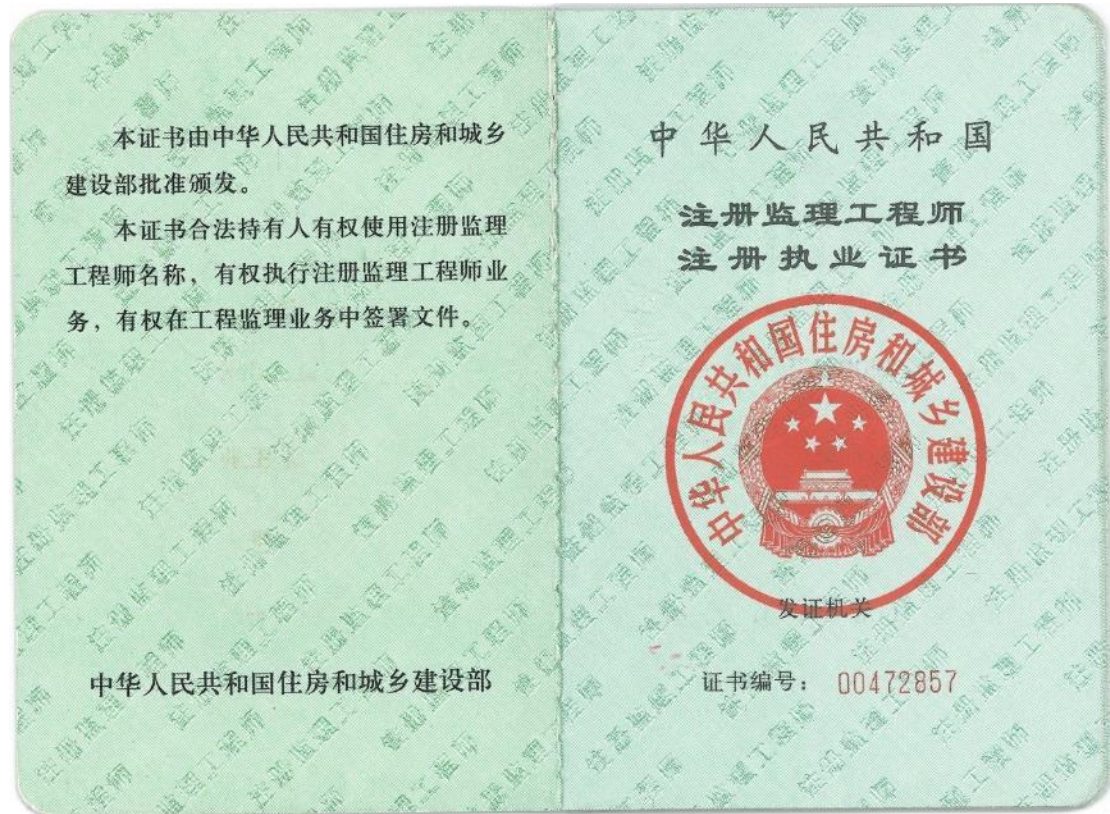 本证书由中华人民共和国住房和城乡
建设部批准颁发。
本证书合法持有人有权使用注册监理
工程师名称，有权执行注册监理工程师业
务，有权在工程监理业务中签署文件。
中华人民共和国住房和城乡建设部
中华人民共和国
注册监理工程师
注册执业证书
中华人民共和国住房和城乡建设部
发证机关
证书编号： 00472857